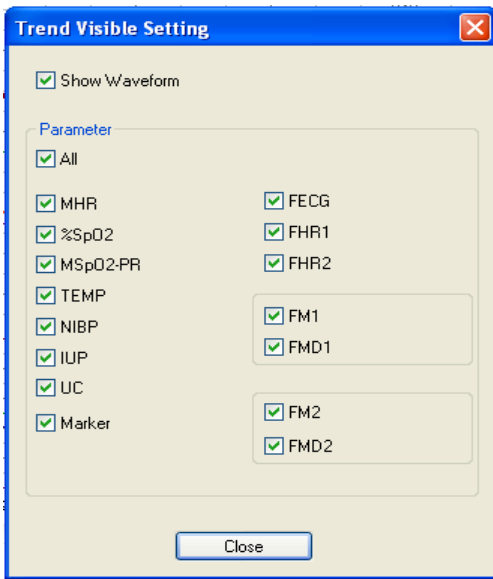 Trend Visible Setting
Show Waveform
Parameter
All
MHR
%SpO2
MSpO2-PR
TEMP
NIBP
IUP
UC
Marker
FECG
FHR1
FHR2
FM1
FMD1
FM2
FMD2
Close